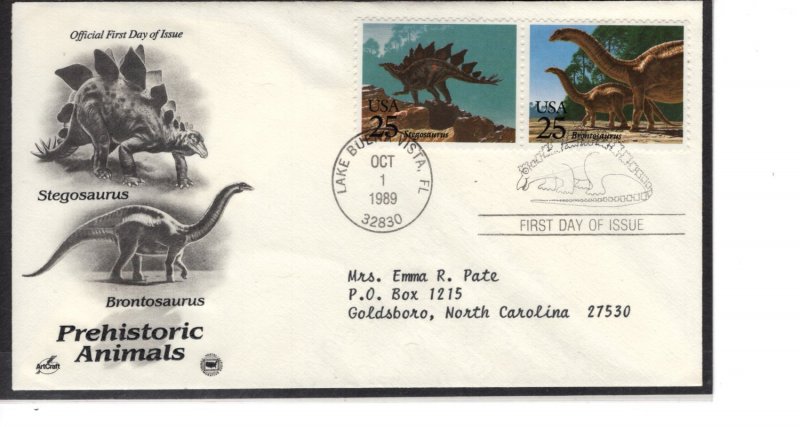 Official First Day of Issue
Stegosaurus
Brontosaurus
Prehistoric
Animals
ArtCraft
USA
25
Stegosaurus
USA
25
Brontosaurus
LAKE BUENA VISTA, FL
OCT
1
1989
32830
FIRST DAY OF ISSUE
Mrs. Emma R. Pate
P.O. Box 1215
Goldsboro, North Carolina 27530